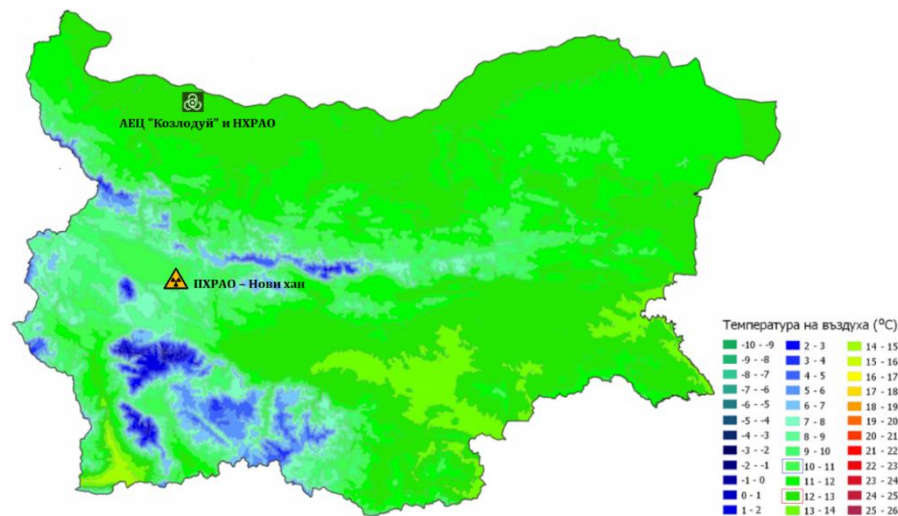 АЕЦ "Козлодуй" и НХРАО
ПХРАО – Нови хан
Температура на въздуха (°C)
-10 - -9
-9 - -8
-8 - -7
-7 - -6
-6 - -5
-5 - -4
-4 - -3
-3 - -2
-2 - -1
-1 - 0
0 - 1
1 - 2
2 - 3
3 - 4
4 - 5
5 - 6
6 - 7
7 - 8
8 - 9
9 - 10
10 - 11
11 - 12
12 - 13
13 - 14
14 - 15
15 - 16
16 - 17
17 - 18
18 - 19
19 - 20
20 - 21
21 - 22
22 - 23
23 - 24
24 - 25
25 - 26